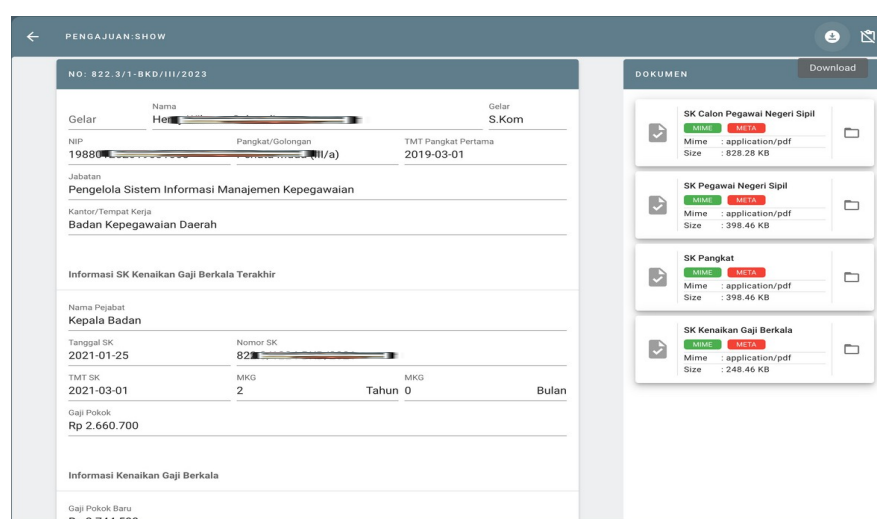 PENGAJUAN:SHOW
Download
NO: 822.3/1-BKD/III/2023
Nama
Gelar
Gelar
S.Kom
NIP
Pangkat/Golongan
TMT Pangkat Pertama
(III/a)
2019-03-01
Jabatan
Pengelola Sistem Informasi Manajemen Kepegawaian
Kantor/Tempat Kerja
Badan Kepegawaian Daerah
Informasi SK Kenaikan Gaji Berkala Terakhir
Nama Pejabat
Kepala Badan
Tanggal SK
Nomor SK
2021-01-25
TMT SK
MKG
MKG
2021-03-01
2 Tahun
0 Bulan
Gaji Pokok
Rp 2.660.700
Informasi Kenaikan Gaji Berkala
Gaji Pokok Baru
DOKUMEN
SK Calon Pegawai Negeri Sipil
MIME META
Mime : application/pdf
Size : 828.28 KB
SK Pegawai Negeri Sipil
MIME META
Mime : application/pdf
Size : 398.46 KB
SK Pangkat
MIME META
Mime : application/pdf
Size : 398.46 KB
SK Kenaikan Gaji Berkala
MIME META
Mime : application/pdf
Size : 248.46 KB